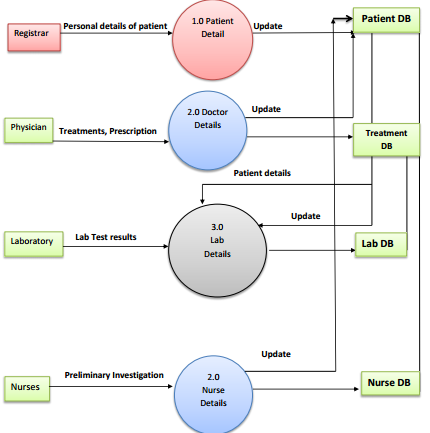 Registrar
Personal details of patient
1.0 Patient
Detail
Update
Patient DB
Physician
Treatments, Prescription
2.0 Doctor
Details
Update
Treatment
DB
Patient details
Laboratory
Lab Test results
3.0
Lab
Details
Update
Lab DB
Nurses
Preliminary Investigation
2.0
Nurse
Details
Update
Nurse DB